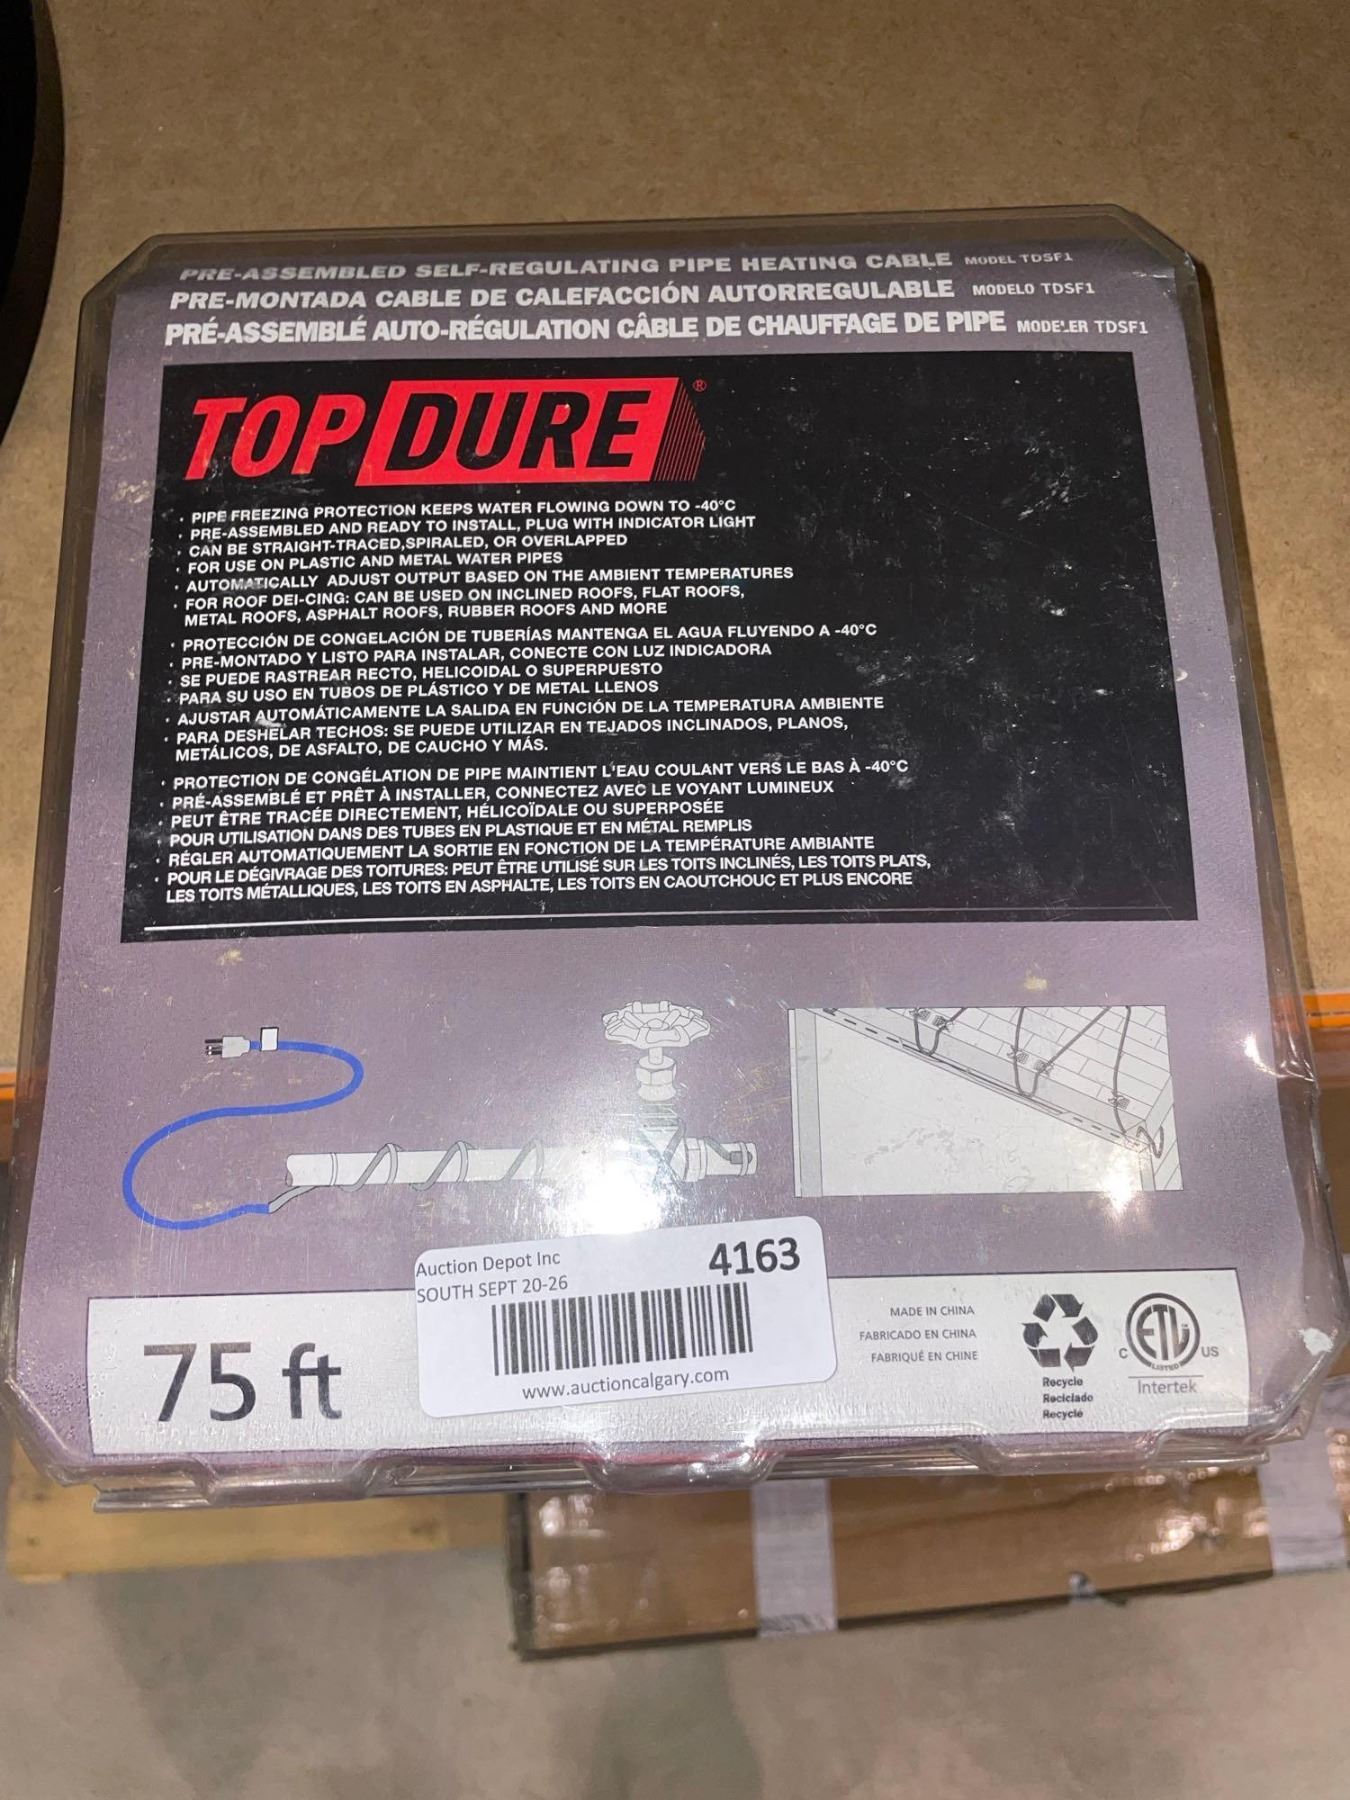 PRE-ASSEMBLED SELF-REGULATING PIPE HEATING CABLE MODEL TDSF1
PRE-MONTADA CABLE DE CALEFACCIÓN AUTORREGULABLE MODELO TDSF1
PRÉ-ASSEMBLÉ AUTO-RÉGULATION CÂBLE DE CHAUFFAGE DE PIPE MODELER TDSF1
TOPDURE®
· PIPE FREEZING PROTECTION KEEPS WATER FLOWING DOWN TO -40°C
· PRE-ASSEMBLED AND READY TO INSTALL, PLUG WITH INDICATOR LIGHT
· CAN BE STRAIGHT-TRACED,SPIRALED, OR OVERLAPPED
· FOR USE ON PLASTIC AND METAL WATER PIPES
· AUTOMATICALLY ADJUST OUTPUT BASED ON THE AMBIENT TEMPERATURES
· FOR ROOF DEI-CING: CAN BE USED ON INCLINED ROOFS, FLAT ROOFS,
METAL ROOFS, ASPHALT ROOFS, RUBBER ROOFS AND MORE
· PROTECCIÓN DE CONGELACIÓN DE TUBERÍAS MANTENGA EL AGUA FLUYENDO A -40°C
· PRE-MONTADO Y LISTO PARA INSTALAR, CONECTE CON LUZ INDICADORA
· SE PUEDE RASTREAR RECTO, HELICOIDAL O SUPERPUESTO
· PARA SU USO EN TUBOS DE PLÁSTICO Y DE METAL LLENOS
· AJUSTAR AUTOMÁTICAMENTE LA SALIDA EN FUNCIÓN DE LA TEMPERATURA AMBIENTE
· PARA DESHELAR TECHOS: SE PUEDE UTILIZAR EN TEJADOS INCLINADOS, PLANOS,
METÁLICOS, DE ASFALTO, DE CAUCHO Y MÁS.
· PROTECTION DE CONGÉLATION DE PIPE MAINTIENT L'EAU COULANT VERS LE BAS À -40°C
· PRÉ-ASSEMBLÉ ET PRÊT À INSTALLER, CONNECTEZ AVEC LE VOYANT LUMINEUX
· PEUT ÊTRE TRACÉE DIRECTEMENT, HÉLICOÏDALE OU SUPERPOSÉE
· POUR UTILISATION DANS DES TUBES EN PLASTIQUE ET EN MÉTAL REMPLIS
· RÉGLER AUTOMATIQUEMENT LA SORTIE EN FONCTION DE LA TEMPÉRATURE AMBIANTE
· POUR LE DÉGIVRAGE DES TOITURES: PEUT ÊTRE UTILISÉ SUR LES TOITS INCLINÉS, LES TOITS PLATS,
LES TOITS MÉTALLIQUES, LES TOITS EN ASPHALTE, LES TOITS EN CAOUTCHOUC ET PLUS ENCORE
Auction Depot Inc 4163
SOUTH SEPT 20-26
www.auctioncalgary.com
75 ft
MADE IN CHINA
FABRICADO EN CHINA
FABRIQUÉ EN CHINE
Recycle
Reciclado
Recyclé
C ETL US
LISTED
Intertek